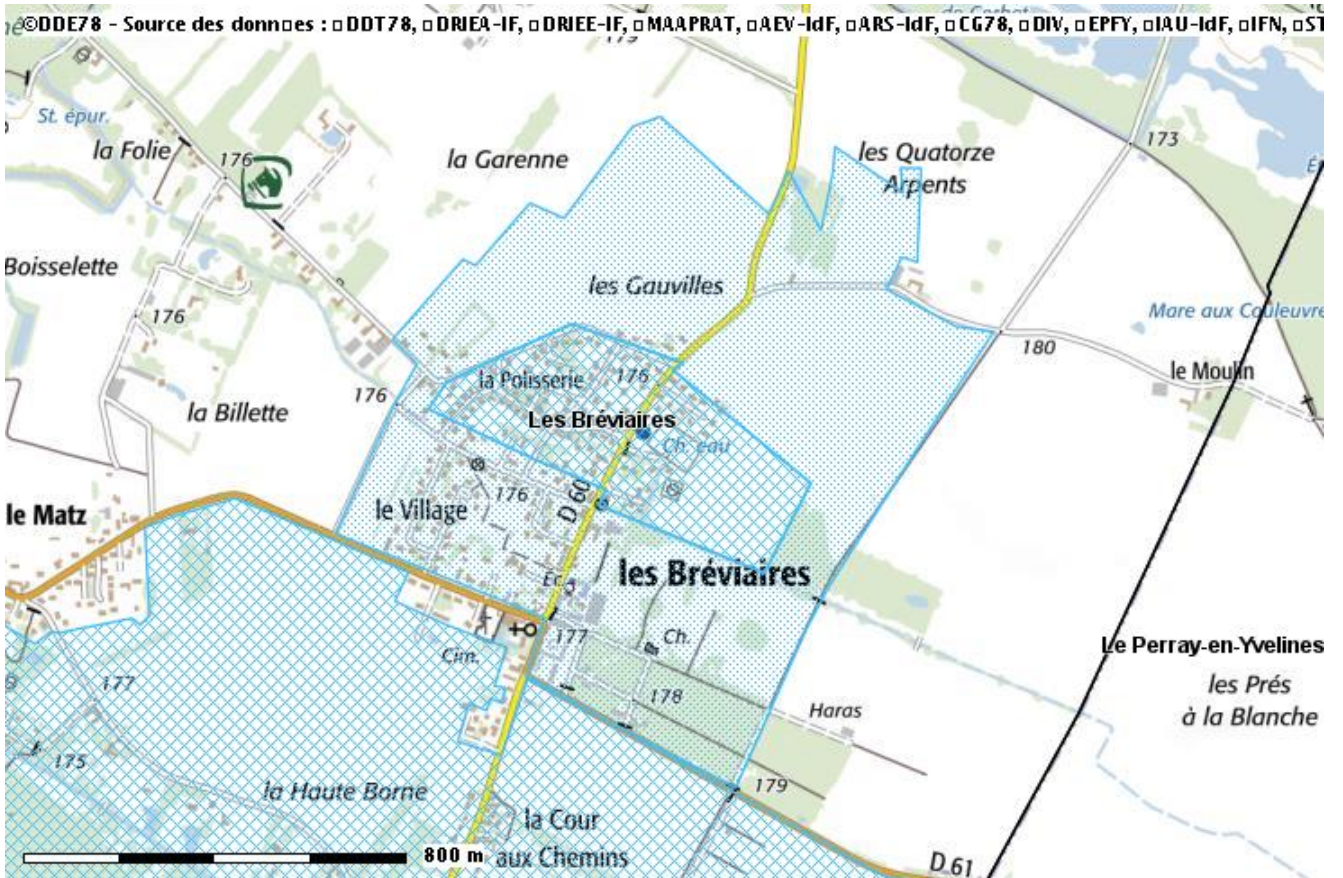 ©DDE78 - Source des donn□es : □DDT78, □DRIEA-IF, □DRIEE-IF, □MAAPRAT, □AEV-IdF, □ARS-IdF, □CG78, □DIV, □EPFY, □IAU-IdF, □IFN, □ST
179
St. épur.
la Folie
176
la Garenne
les Quatorze
Arpents
173
Boisselette
les Gauvilles
Mare aux Couleuvre
176
180
le Moulin
la Polisserie
176
176
la Billette
Les Bréviaires
Ch. eau
le Village
176
D 60
le Matz
les Bréviaires
Éc.
177
Ch.
Cim.
Le Perray-en-Yvelines
177
178
les Prés
à la Blanche
Haras
175
la Haute Borne
179
la Cour
aux Chemins
800 m
D 61